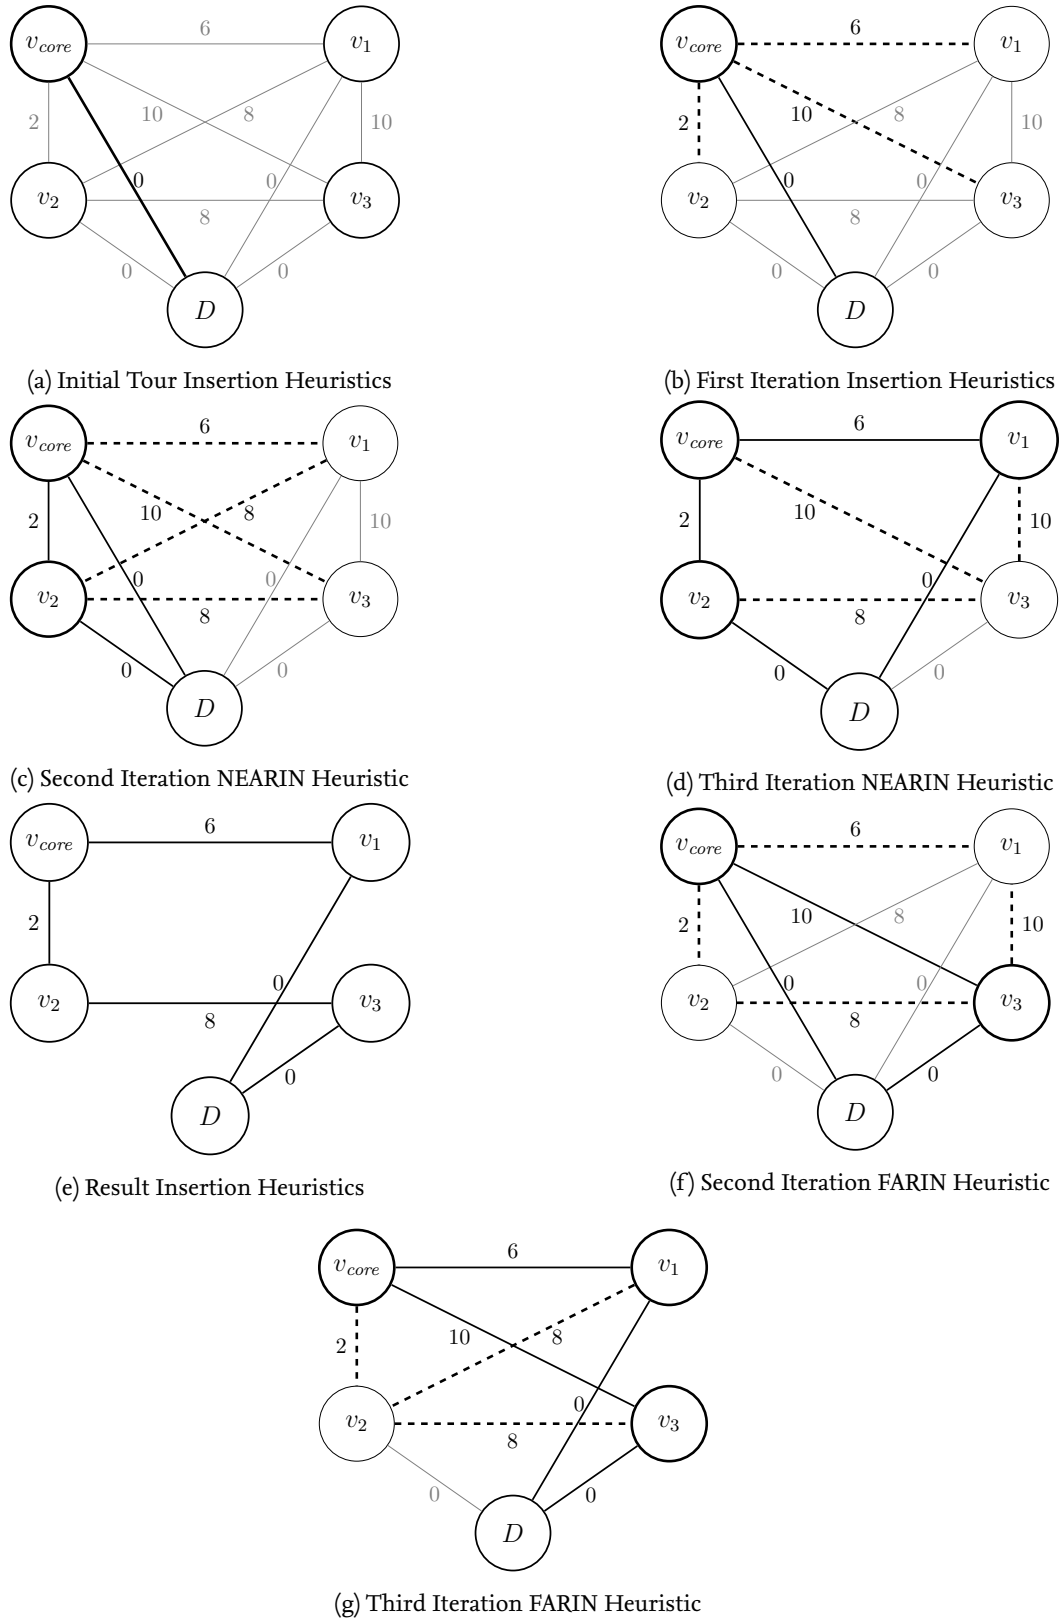 v_core 6 v_1
2 10 8 10
v_2 0 0 v_3
8
0 0
D
(a) Initial Tour Insertion Heuristics
v_core 6 v_1
2 10 8 10
v_2 0 0 v_3
8
0 0
D
(b) First Iteration Insertion Heuristics
v_core 6 v_1
2 10 8 10
v_2 0 0 v_3
8
0 0
D
(c) Second Iteration NEARIN Heuristic
v_core 6 v_1
2 10 10
v_2 0 v_3
8
0 0
D
(d) Third Iteration NEARIN Heuristic
v_core 6 v_1
2
v_2 0 v_3
8
0
D
(e) Result Insertion Heuristics
v_core 6 v_1
2 10 8 10
v_2 0 0 v_3
8
0 0
D
(f) Second Iteration FARIN Heuristic
v_core 6 v_1
2 10 8
v_2 0 v_3
8
0 0
D
(g) Third Iteration FARIN Heuristic